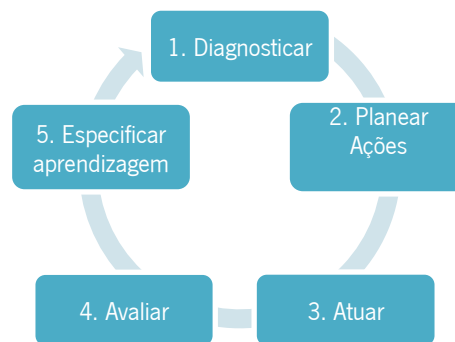 1. Diagnosticar
2. Planear
Ações
3. Atuar
4. Avaliar
5. Especificar
aprendizagem